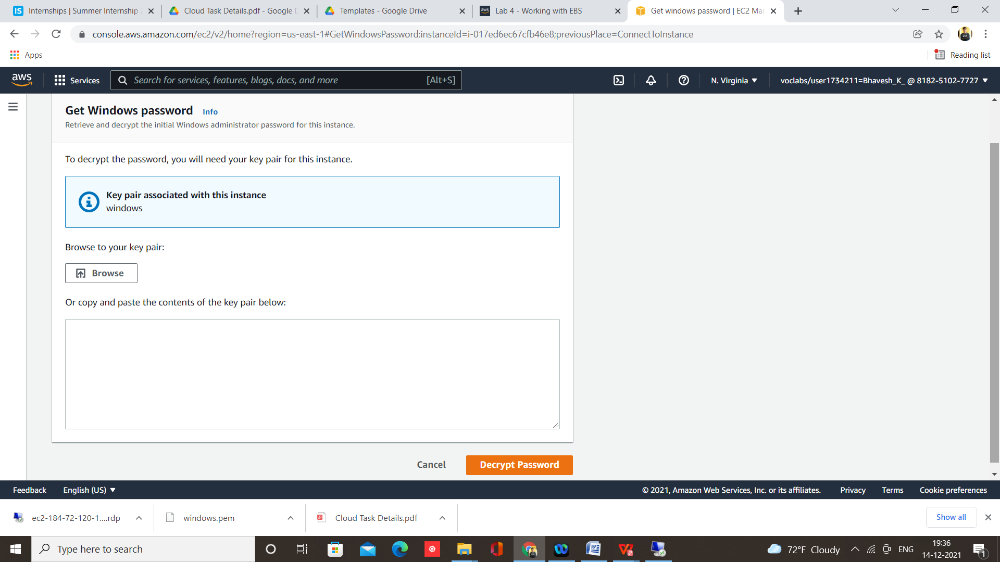 Internships | Summer Internship
Cloud Task Details.pdf - Google
Templates - Google Drive
Lab 4 - Working with EBS
Get windows password | EC2 Ma
console.aws.amazon.com/ec2/v2/home?region=us-east-1#GetWindowsPassword:instanceId=i-017ed6ec67cfb46e8;previousPlace=ConnectToInstance
Apps
Reading list
aws
Services
Search for services, features, blogs, docs, and more [Alt+S]
N. Virginia
voclabs/user1734211=Bhavesh_K_ @ 8182-5102-7727
Get Windows password Info
Retrieve and decrypt the initial Windows administrator password for this instance.
To decrypt the password, you will need your key pair for this instance.
Key pair associated with this instance
windows
Browse to your key pair:
Browse
Or copy and paste the contents of the key pair below:
Cancel
Decrypt Password
Feedback
English (US)
© 2021, Amazon Web Services, Inc. or its affiliates.
Privacy
Terms
Cookie preferences
ec2-184-72-120-1....rdp
windows.pem
Cloud Task Details.pdf
Show all
Type here to search
72°F Cloudy
ENG
19:36
14-12-2021
1